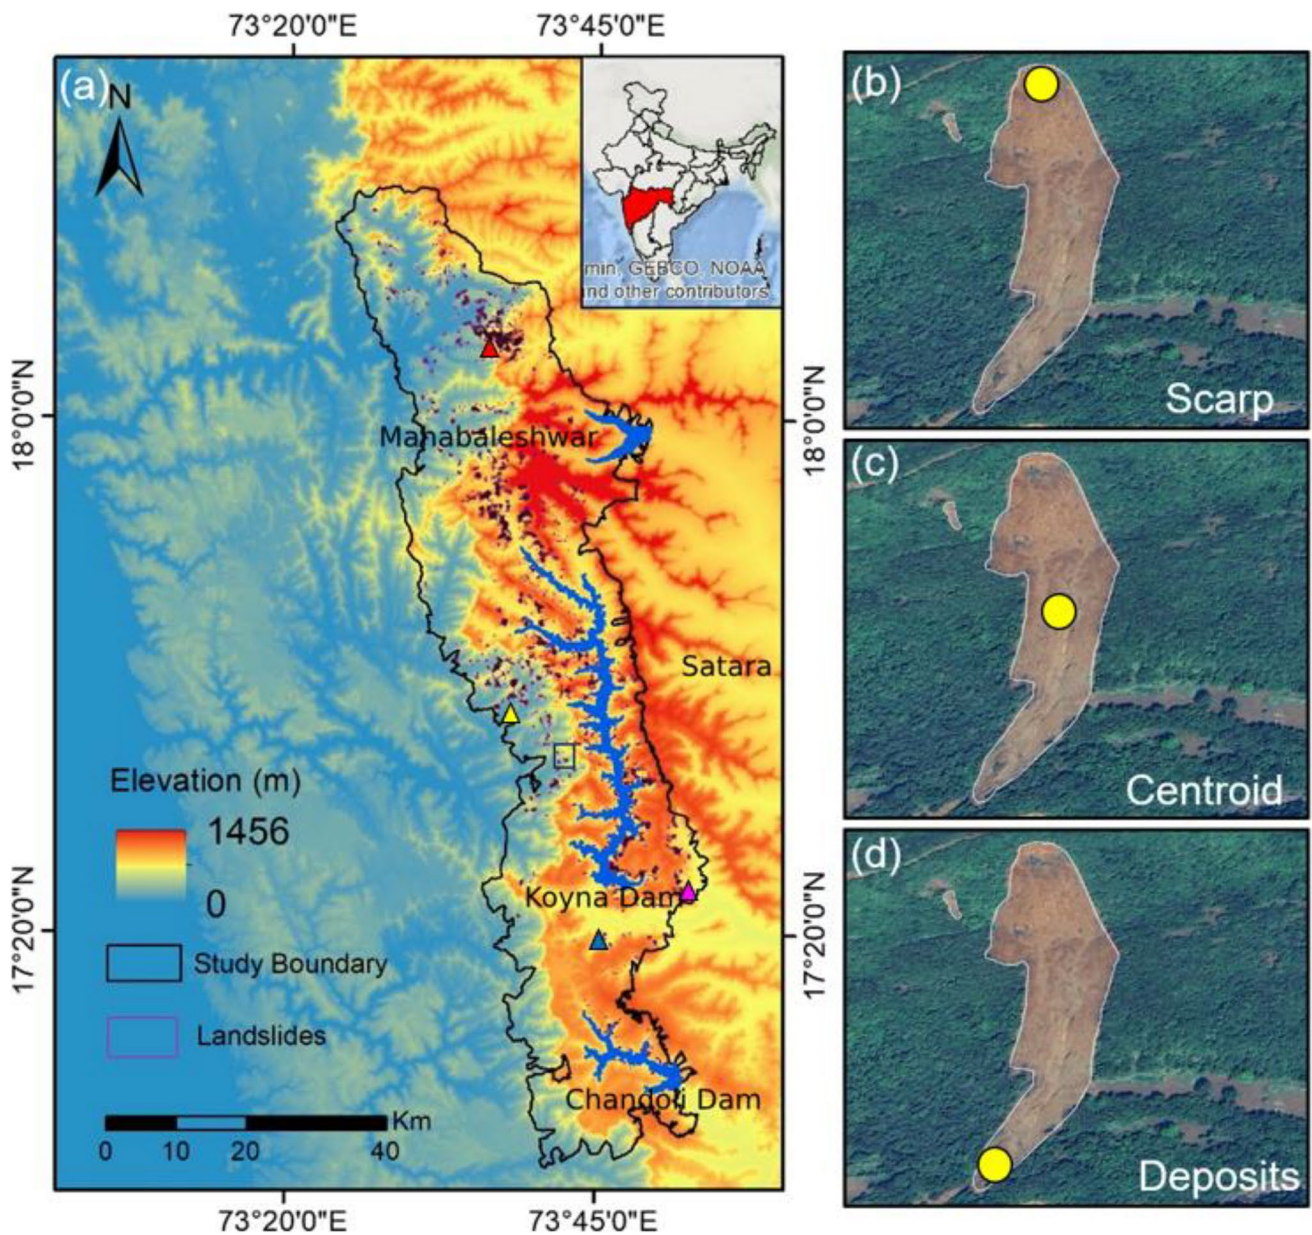 73°20'0"E
73°45'0"E
(a)
N
min, GEBCO, NOAA
nd other contributors
18°0'0"N
18°0'0"N
Mahabaleshwar
Satara
Elevation (m)
1456
0
Koyna Dam
17°20'0"N
17°20'0"N
Study Boundary
Landslides
Chandoli Dam
Km
0 10 20 40
73°20'0"E
73°45'0"E
(b)
Scarp
(c)
Centroid
(d)
Deposits